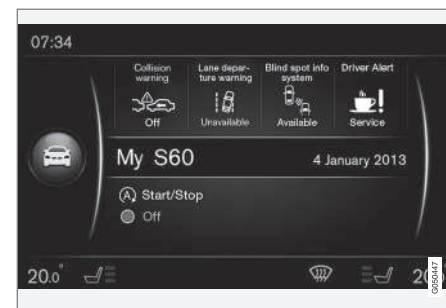 07:34
Collision warning
Off
Lane depar-
ture warning
Unavailable
Blind spot info
system
Available
Driver Alert
Service
My S60
4 January 2013
Start/Stop
Off
20.0°
20
G050447